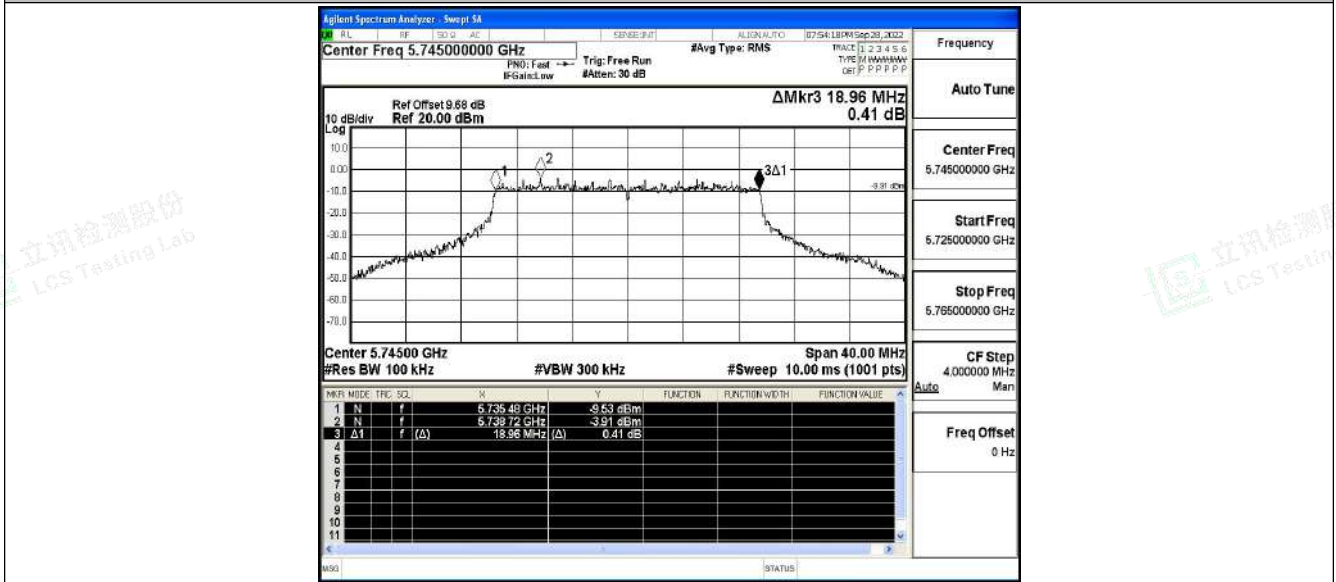 Agilent Spectrum Analyzer - Swept SA
RL RF 50 Ω AC SENSE:INT ALIGN AUTO 07:54:18 PM Sep 28, 2022
Center Freq 5.745000000 GHz
PNO: Fast
IFGain:Low
Trig: Free Run
#Atten: 30 dB
#Avg Type: RMS
TRACE 1 2 3 4 5 6
TYPE M WWWWW
DET P P P P P P
Frequency
Auto Tune
Center Freq
5.745000000 GHz
Start Freq
5.725000000 GHz
Stop Freq
5.765000000 GHz
CF Step
4.000000 MHz
Auto Man
Freq Offset
0 Hz
ΔMkr3 18.96 MHz
0.41 dB
Ref Offset 9.68 dB
10 dB/div Ref 20.00 dBm
Log
10.0
0.00
-10.0
-20.0
-30.0
-40.0
-50.0
-60.0
-70.0
1
2
3Δ1
-9.91 dBm
Center 5.74500 GHz Span 40.00 MHz
#Res BW 100 kHz #VBW 300 kHz #Sweep 10.00 ms (1001 pts)
MKR MODE TRC SCL X Y FUNCTION FUNCTION WIDTH FUNCTION VALUE
1 N f 5.735 48 GHz -9.53 dBm
2 N f 5.738 72 GHz -3.91 dBm
3 Δ1 f (Δ) 18.96 MHz (Δ) 0.41 dB
4
5
6
7
8
9
10
11
MSG STATUS
立讯检测股份
LCS Testing Lab
立讯检测股
LCS Testin